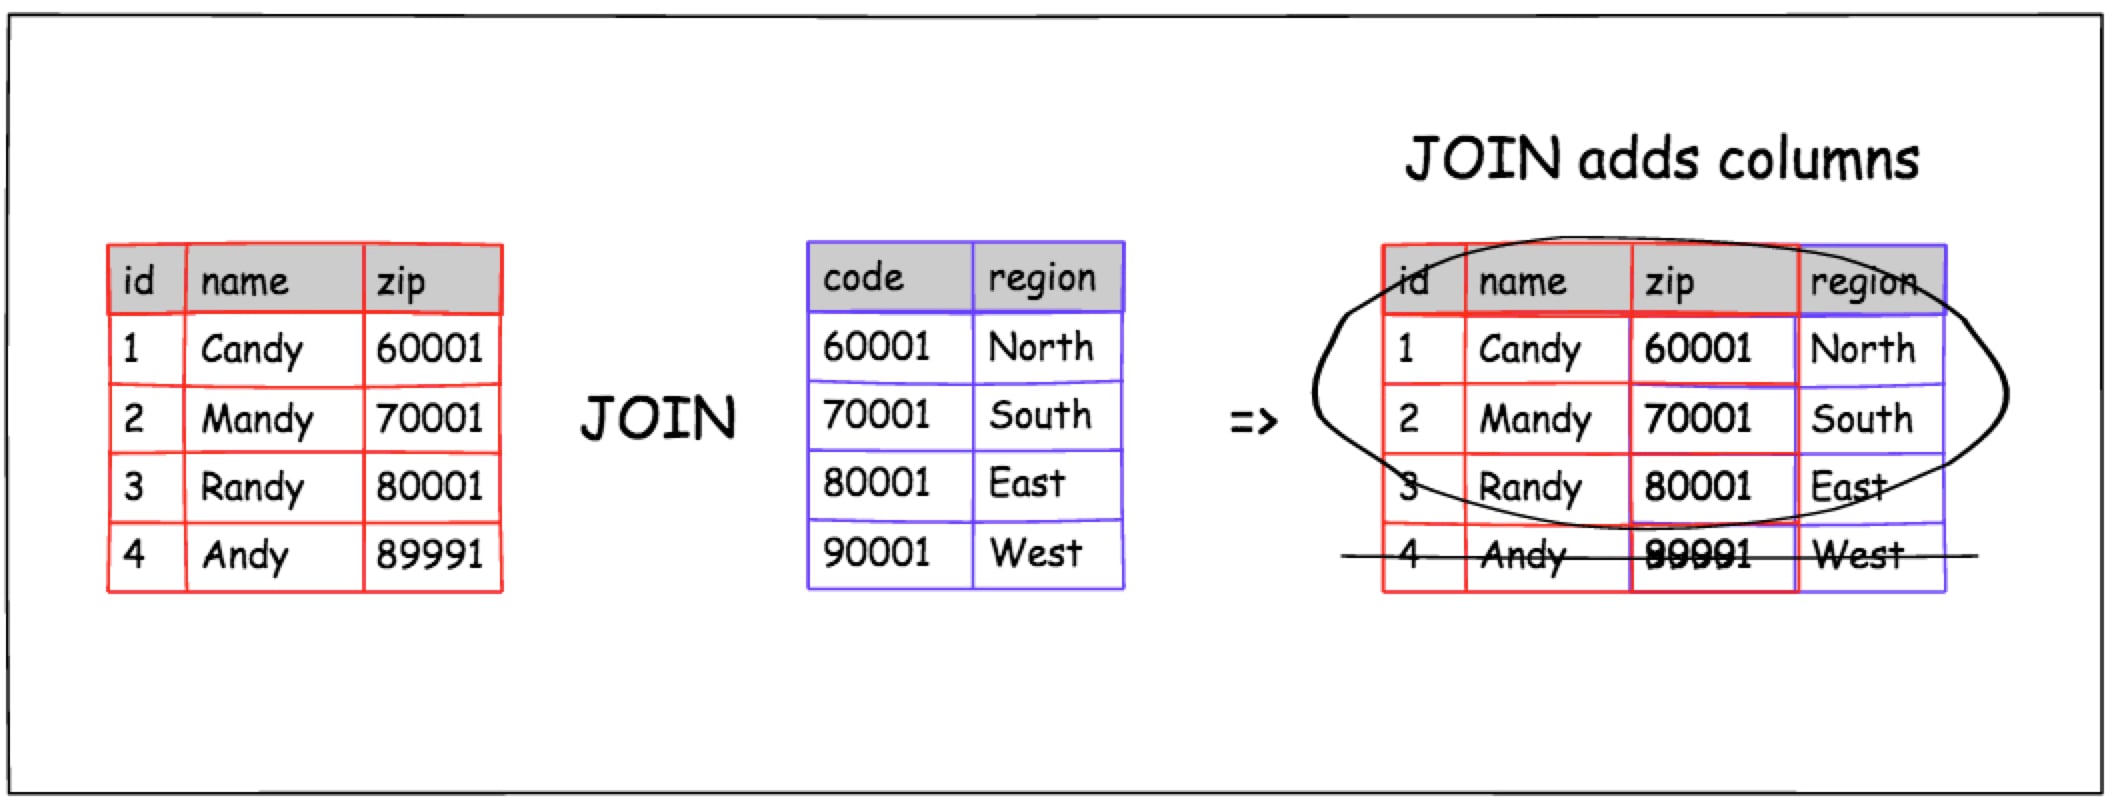 JOIN adds columns
id name zip
1 Candy 60001
2 Mandy 70001
3 Randy 80001
4 Andy 89991
JOIN
code region
60001 North
70001 South
80001 East
90001 West
=>
id name zip region
1 Candy 60001 North
2 Mandy 70001 South
3 Randy 80001 East
4 Andy West